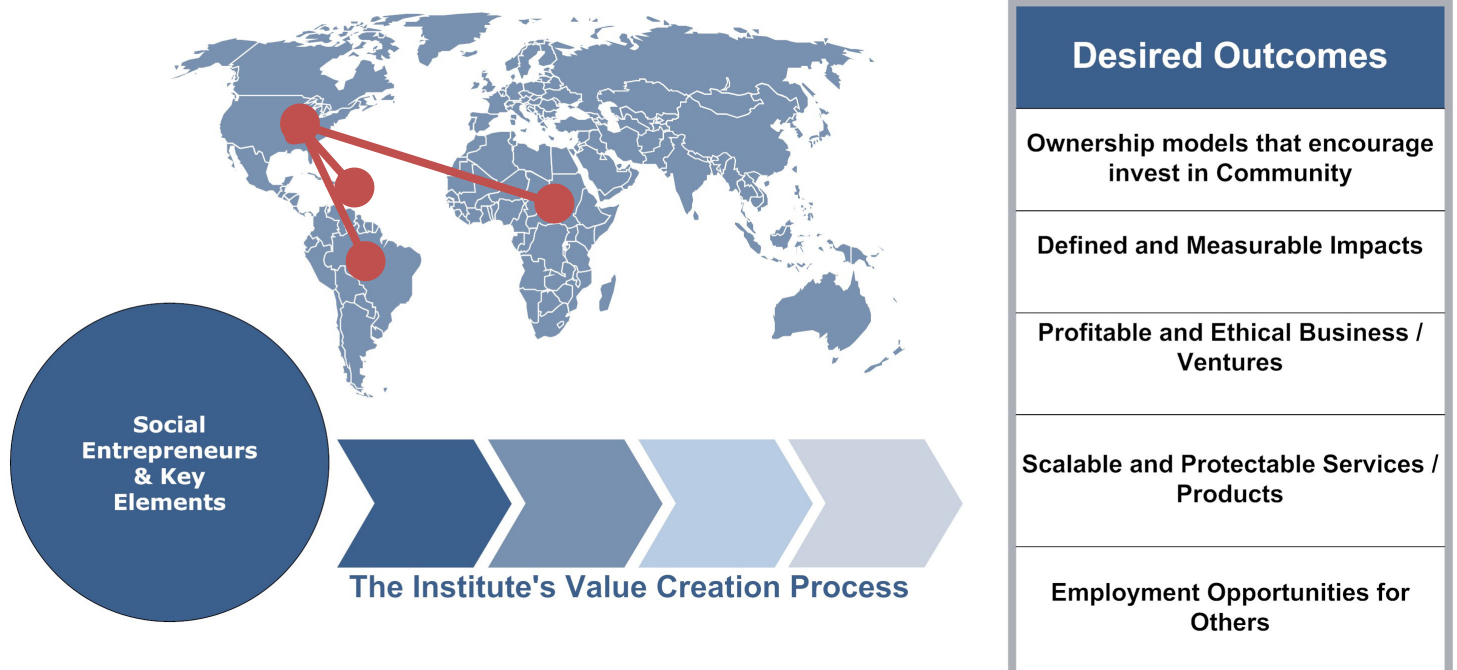 Social
Entrepreneurs
& Key
Elements
The Institute's Value Creation Process
Desired Outcomes
Ownership models that encourage
invest in Community
Defined and Measurable Impacts
Profitable and Ethical Business /
Ventures
Scalable and Protectable Services /
Products
Employment Opportunities for
Others